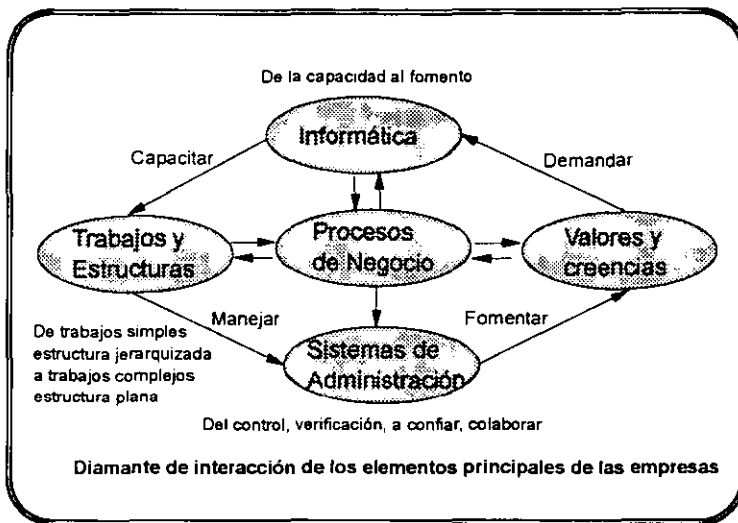 De la capacidad al fomento
Informática
Capacitar
Demandar
Trabajos y
Estructuras
Procesos
de Negocio
Valores y
creencias
Manejar
Fomentar
De trabajos simples
estructura jerarquizada
a trabajos complejos
estructura plana
Sistemas de
Administración
Del control, verificación, a confiar, colaborar
Diamante de interacción de los elementos principales de las empresas